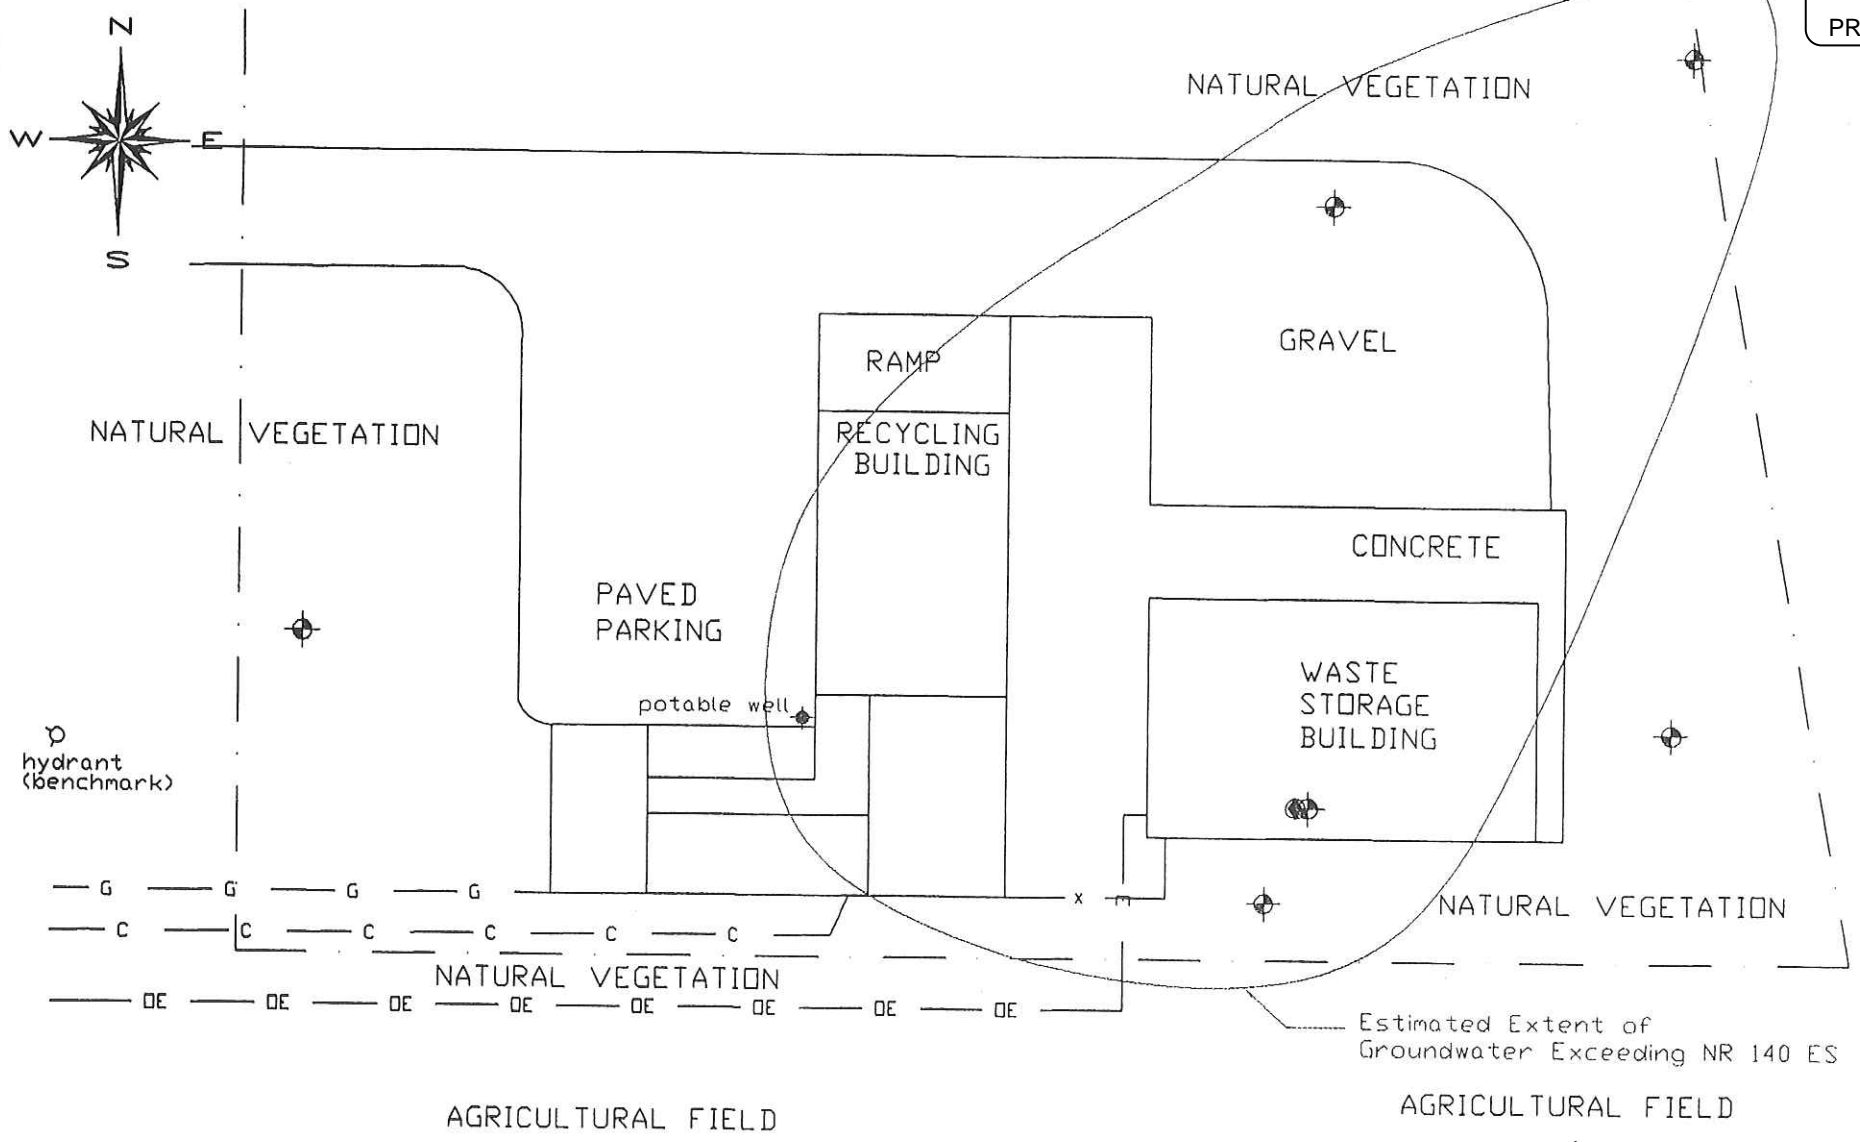 N
PR
NATURAL VEGETATION
W E
S
GRAVEL
RAMP
NATURAL VEGETATION
RECYCLING
BUILDING
CONCRETE
PAVED
PARKING
WASTE
STORAGE
BUILDING
potable well
hydrant
(benchmark)
G G G G
X E
NATURAL VEGETATION
C C C C C C
NATURAL VEGETATION
OE OE OE OE OE OE OE OE
Estimated Extent of
Groundwater Exceeding NR 140 ES
AGRICULTURAL FIELD
AGRICULTURAL FIELD